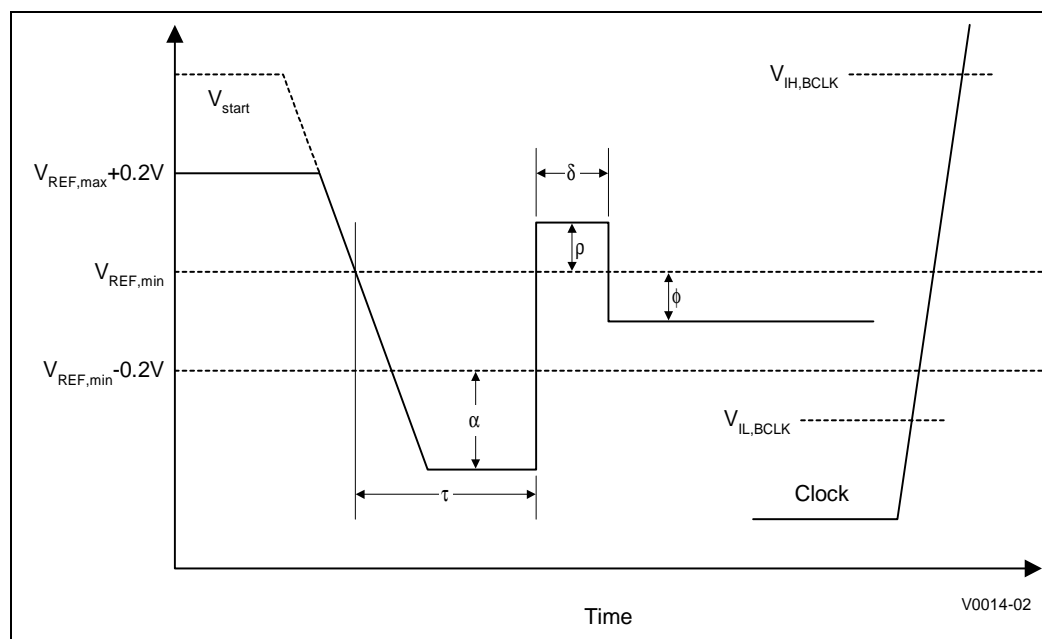 V_IH,BCLK
V_start
V_REF,max+0.2V
δ
ρ
V_REF,min
ϕ
V_REF,min-0.2V
α
V_IL,BCLK
τ
Clock
V0014-02
Time